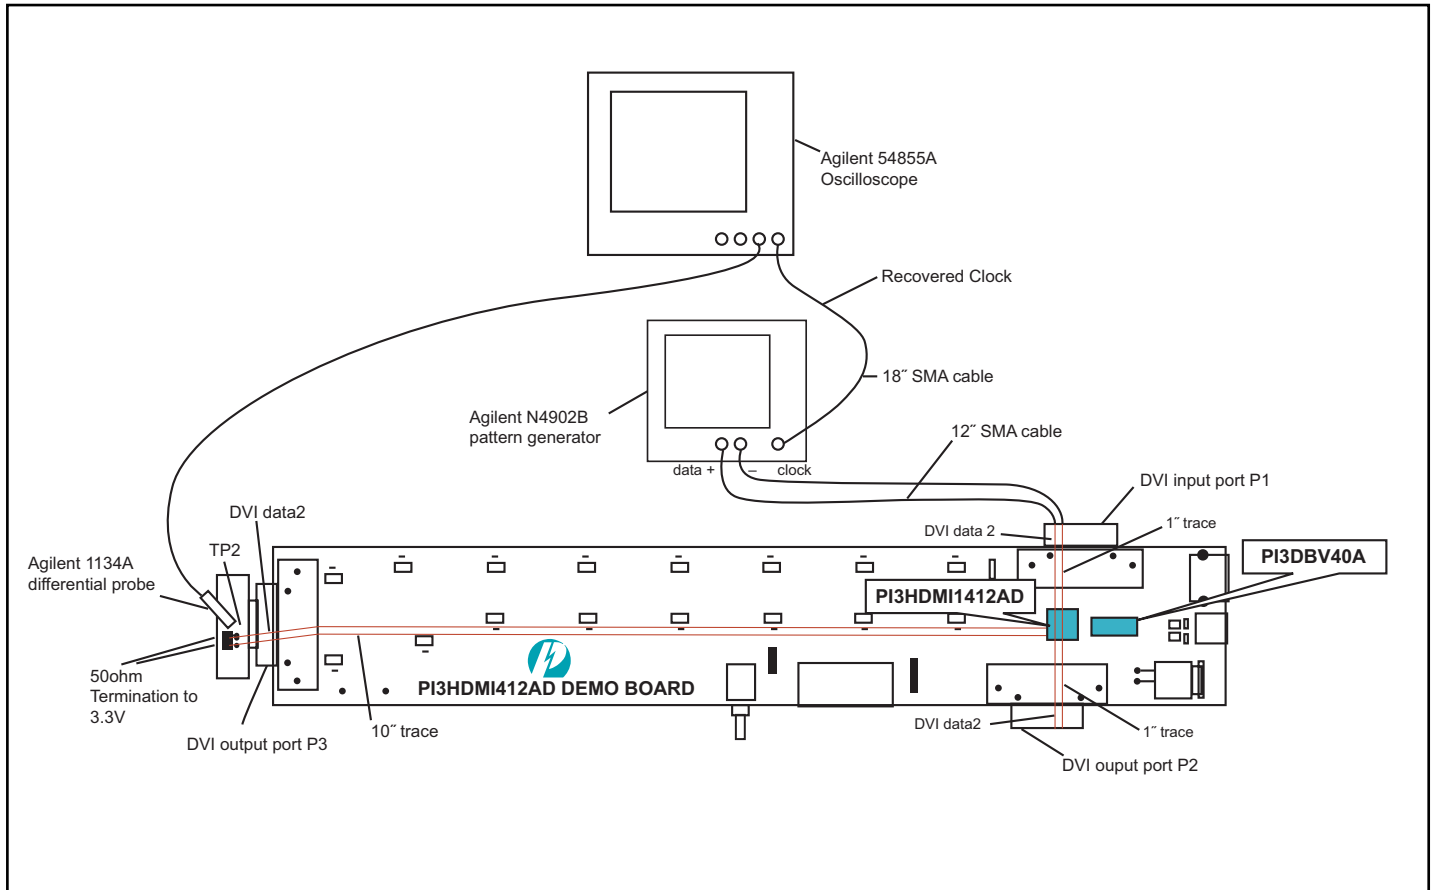 Agilent 54855A
Oscilloscope
Recovered Clock
18˝ SMA cable
Agilent N4902B
pattern generator
12˝ SMA cable
data +
–
clock
DVI input port P1
DVI data2
DVI data 2
1˝ trace
TP2
Agilent 1134A
differential probe
PI3DBV40A
PI3HDMI1412AD
50ohm
Termination to
3.3V
PI3HDMI412AD DEMO BOARD
DVI data2
10˝ trace
1˝ trace
DVI output port P3
DVI ouput port P2